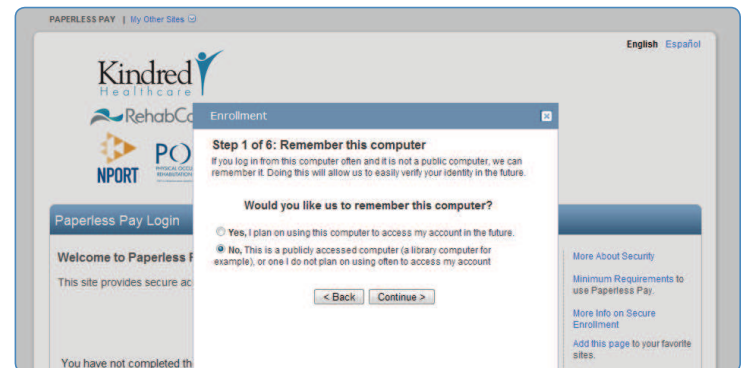 PAPERLESS PAY | My Other Sites
English Español
Kindred
Healthcare
RehabCa
NPORT
Enrollment
Step 1 of 6: Remember this computer
If you log in from this computer often and it is not a public computer, we can
remember it. Doing this will allow us to easily verify your identity in the future.
Would you like us to remember this computer?
Yes, I plan on using this computer to access my account in the future.
No, This is a publicly accessed computer (a library computer for
example), or one I do not plan on using often to access my account
< Back Continue >
Paperless Pay Login
Welcome to Paperless
This site provides secure ac
You have not completed th
More About Security
Minimum Requirements to
use Paperless Pay.
More Info on Secure
Enrollment
Add this page to your favorite
sites.